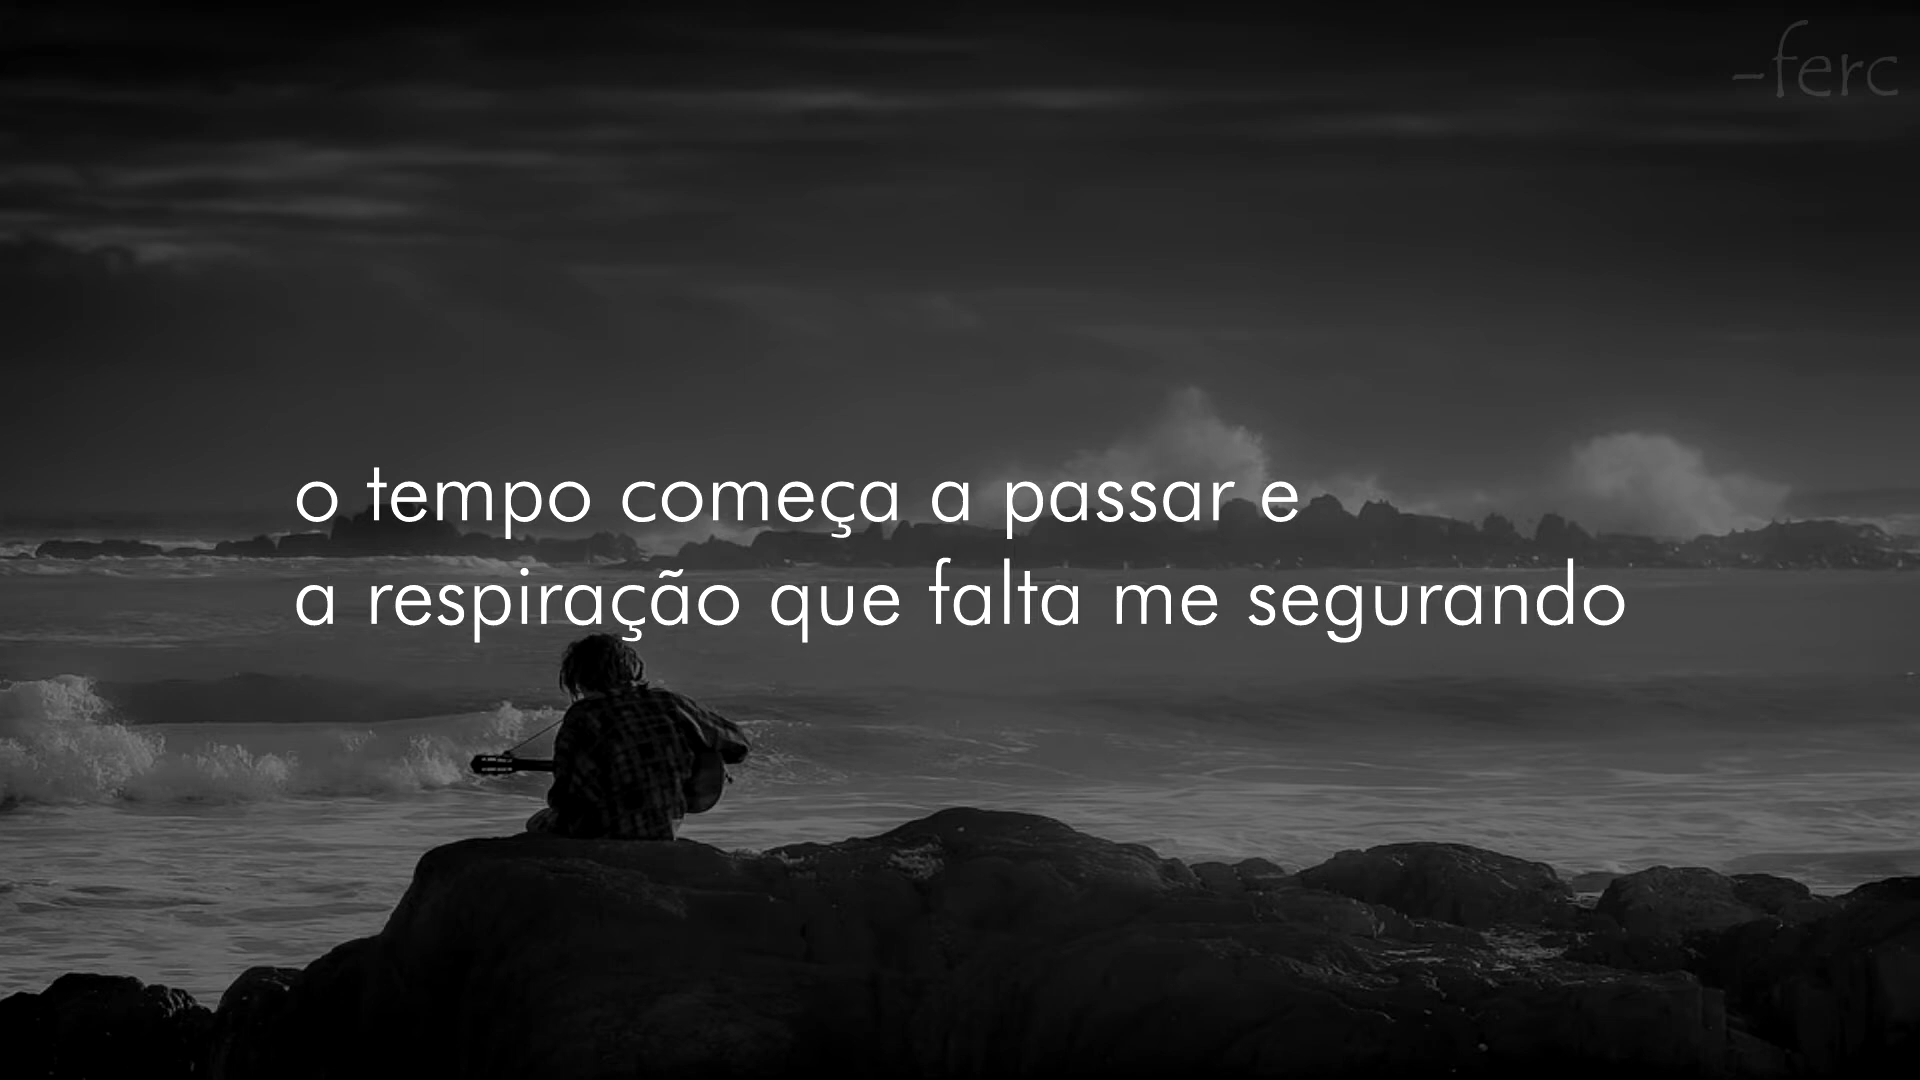 -ferc
o tempo começa a passar e
a respiração que falta me segurando